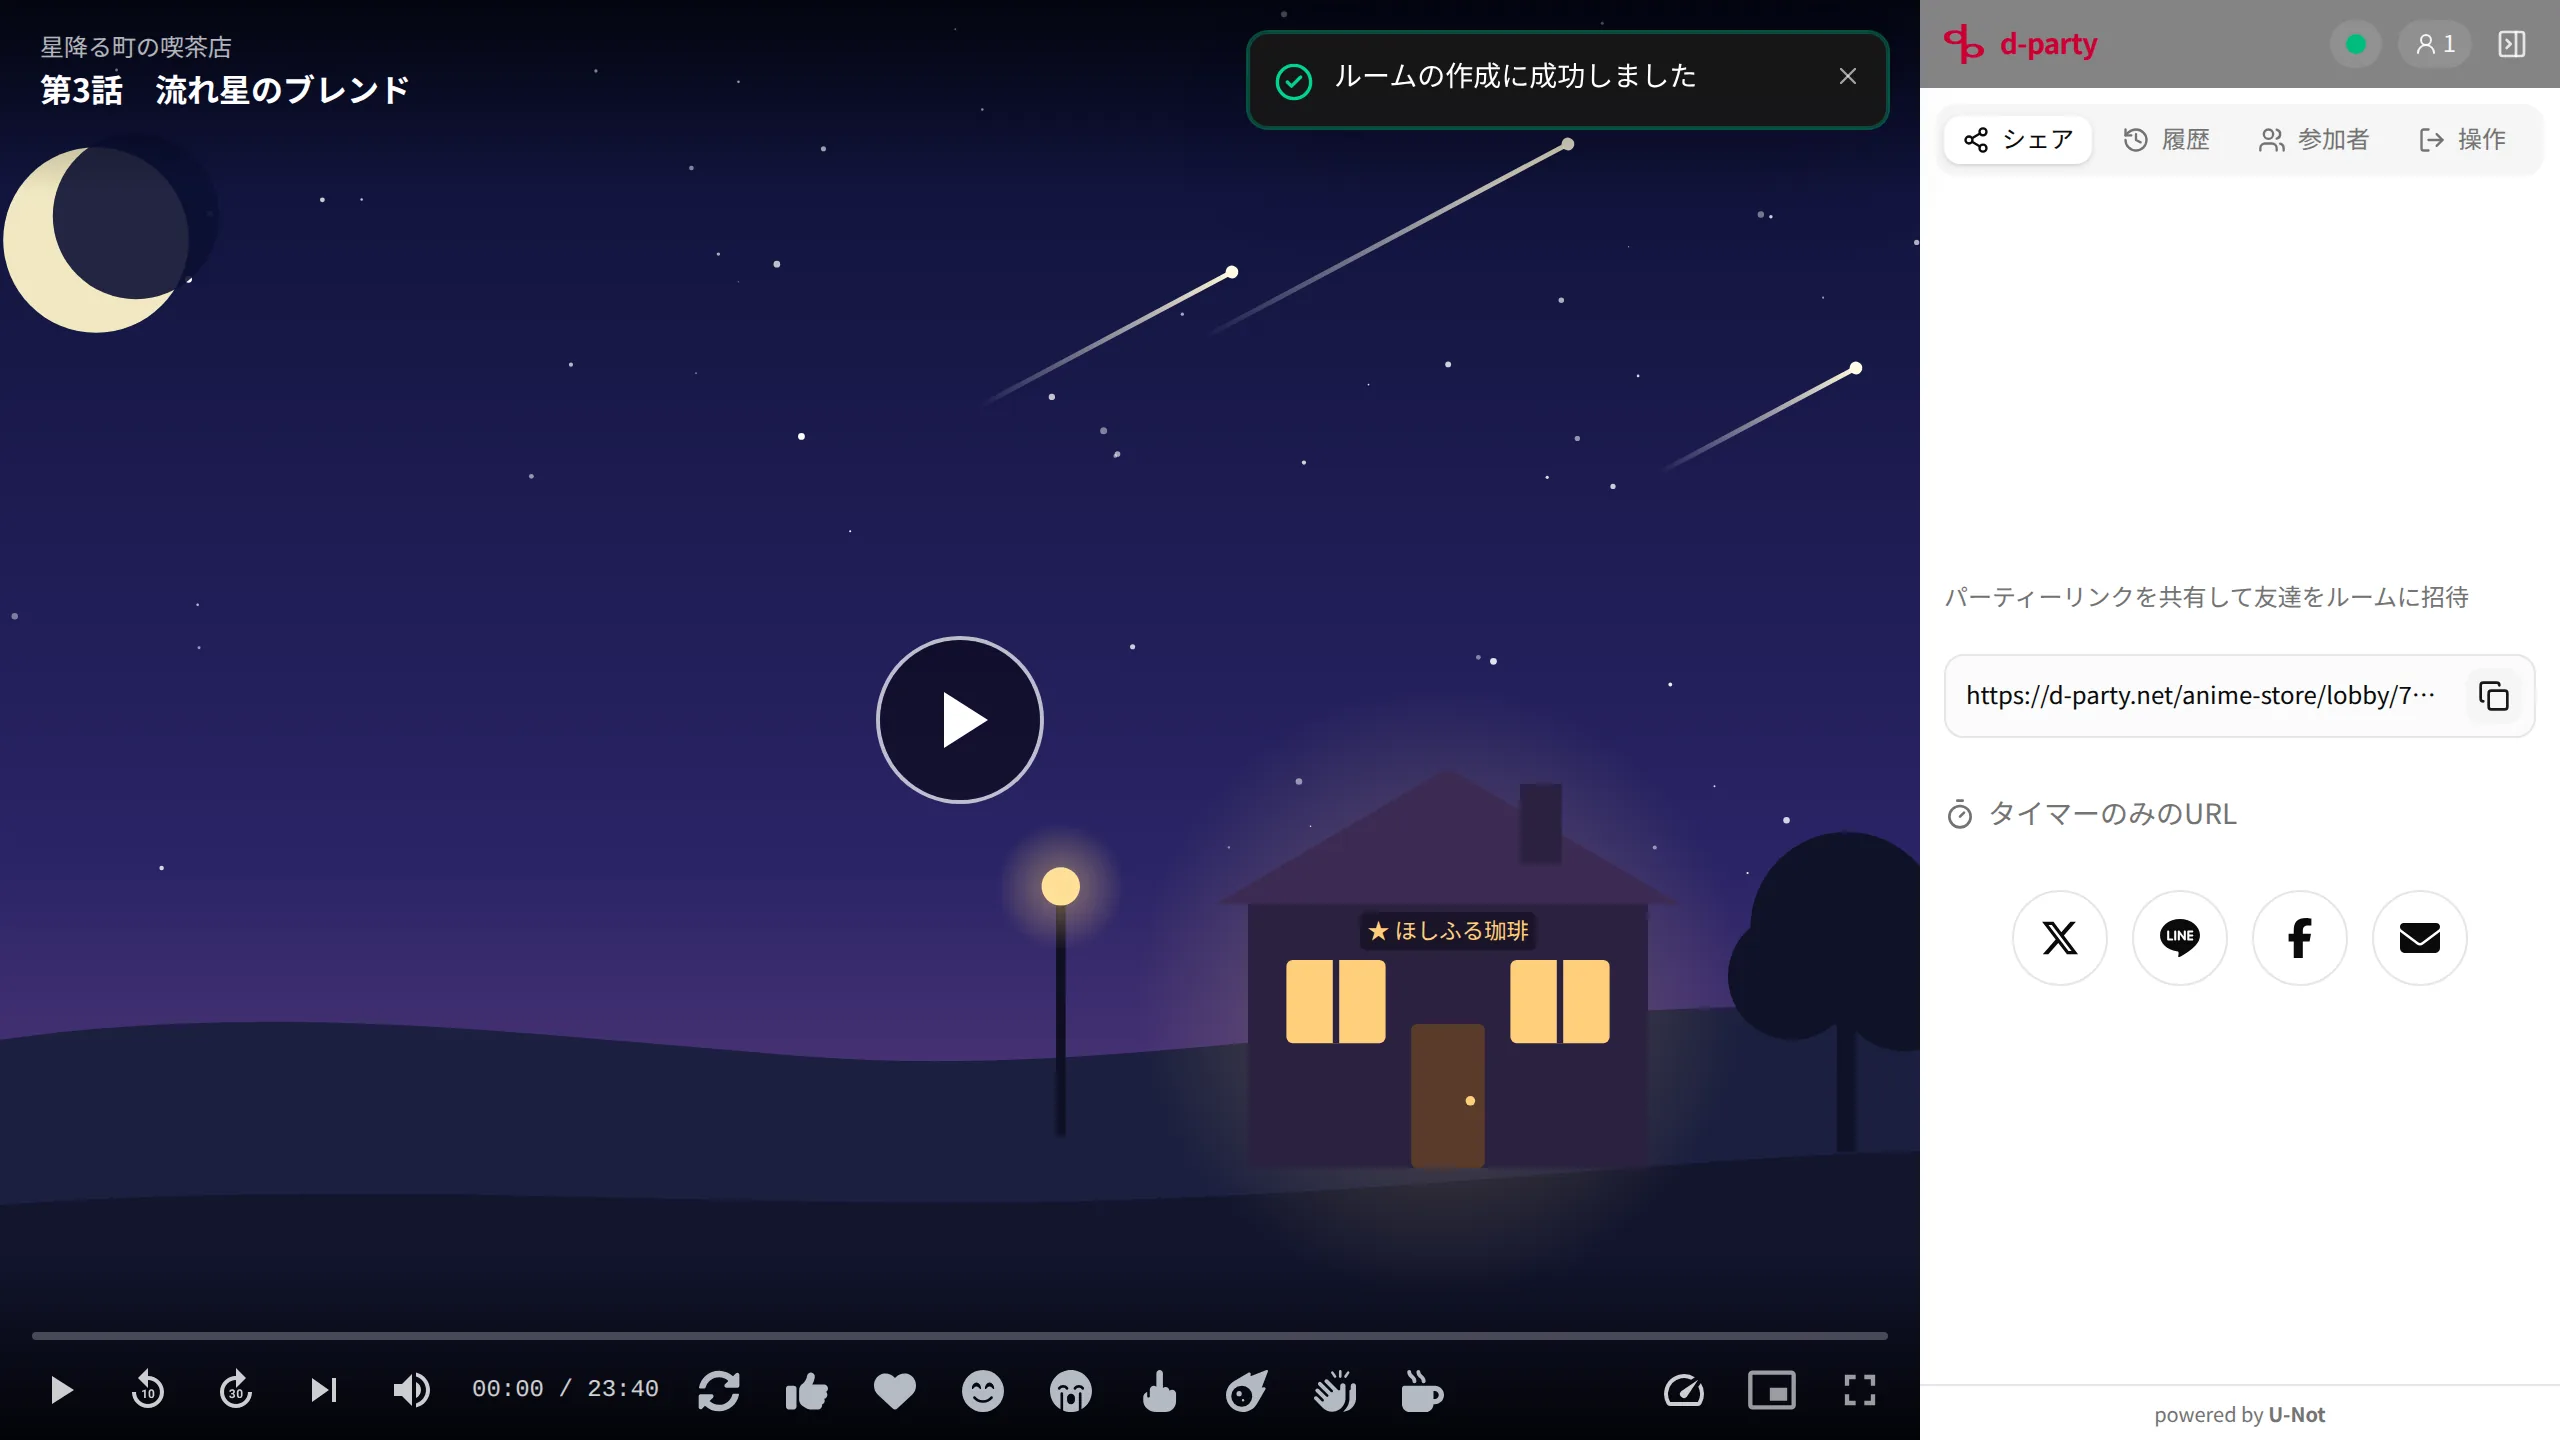 星降る町の喫茶店
第3話　流れ星のブレンド
ルームの作成に成功しました
d-party
1
シェア
履歴
参加者
操作
パーティーリンクを共有して友達をルームに招待
https://d-party.net/anime-store/lobby/7…
タイマーのみのURL
LINE
★ ほしふる珈琲
10
30
00:00 / 23:40
powered by U-Not